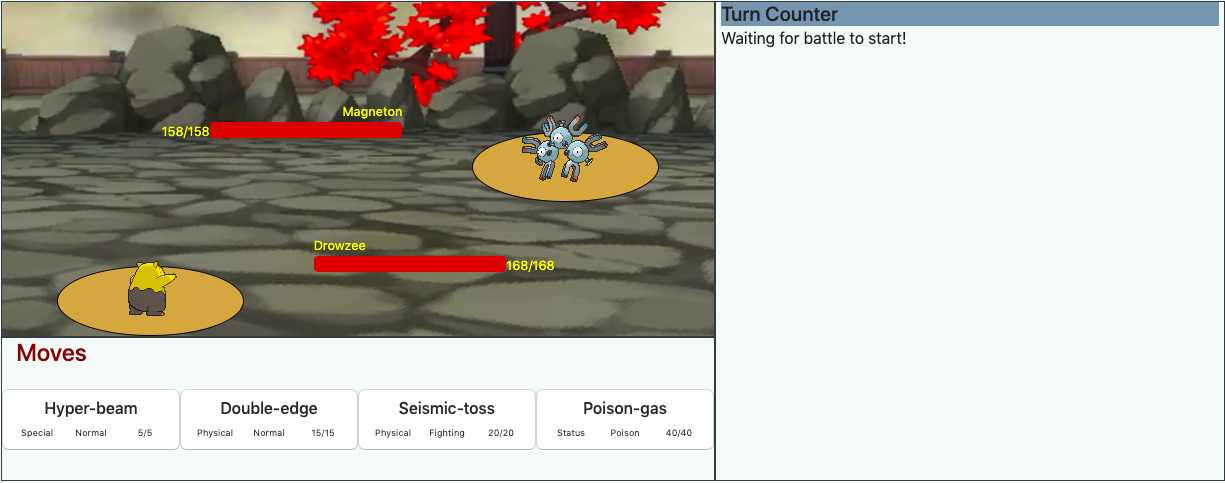 Magneton
158/158
Drowzee
168/168
Moves
Hyper-beam
Special Normal 5/5
Double-edge
Physical Normal 15/15
Seismic-toss
Physical Fighting 20/20
Poison-gas
Status Poison 40/40
Turn Counter
Waiting for battle to start!